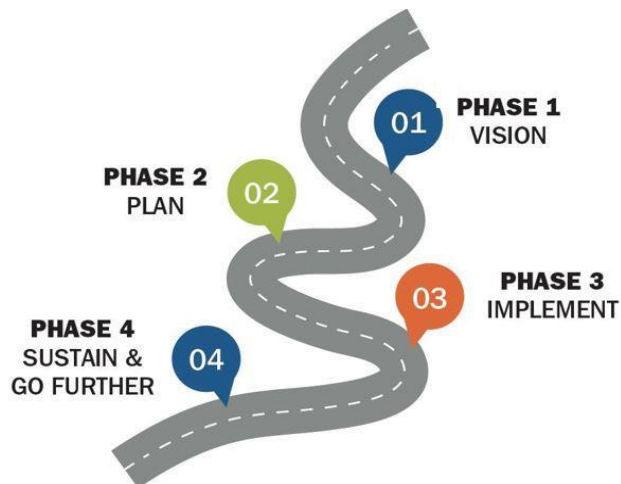 01
PHASE 1
VISION
PHASE 2
PLAN
02
03
PHASE 3
IMPLEMENT
PHASE 4
SUSTAIN &
GO FURTHER
04